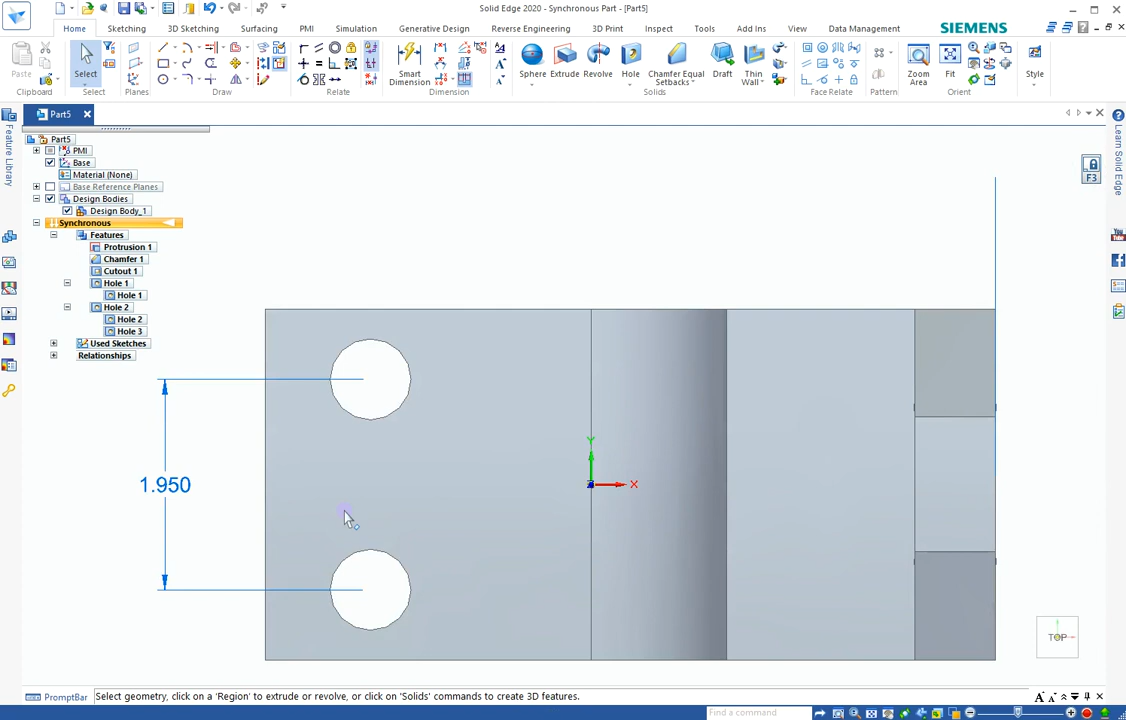 Solid Edge 2020 - Synchronous Part - [Part5]
Home Sketching 3D Sketching Surfacing PMI Simulation Generative Design Reverse Engineering 3D Print Inspect Tools Add Ins View Data Management SIEMENS
Paste Select Smart Dimension Sphere Extrude Revolve Hole Chamfer Equal Setbacks Draft Thin Wall Zoom Area Fit Style
Clipboard Select Planes Draw Relate Dimension Solids Face Relate Pattern Orient
Part5
Feature Library
Learn Solid Edge
Part5
PMI
Base
Material (None)
Base Reference Planes
Design Bodies
Design Body_1
Synchronous
Features
Protrusion 1
Chamfer 1
Cutout 1
Hole 1
Hole 1
Hole 2
Hole 2
Hole 3
Used Sketches
Relationships
F3
You
Tube
Y
X
1.950
TOP
PromptBar Select geometry, click on a 'Region' to extrude or revolve, or click on 'Solids' commands to create 3D features.
Find a command